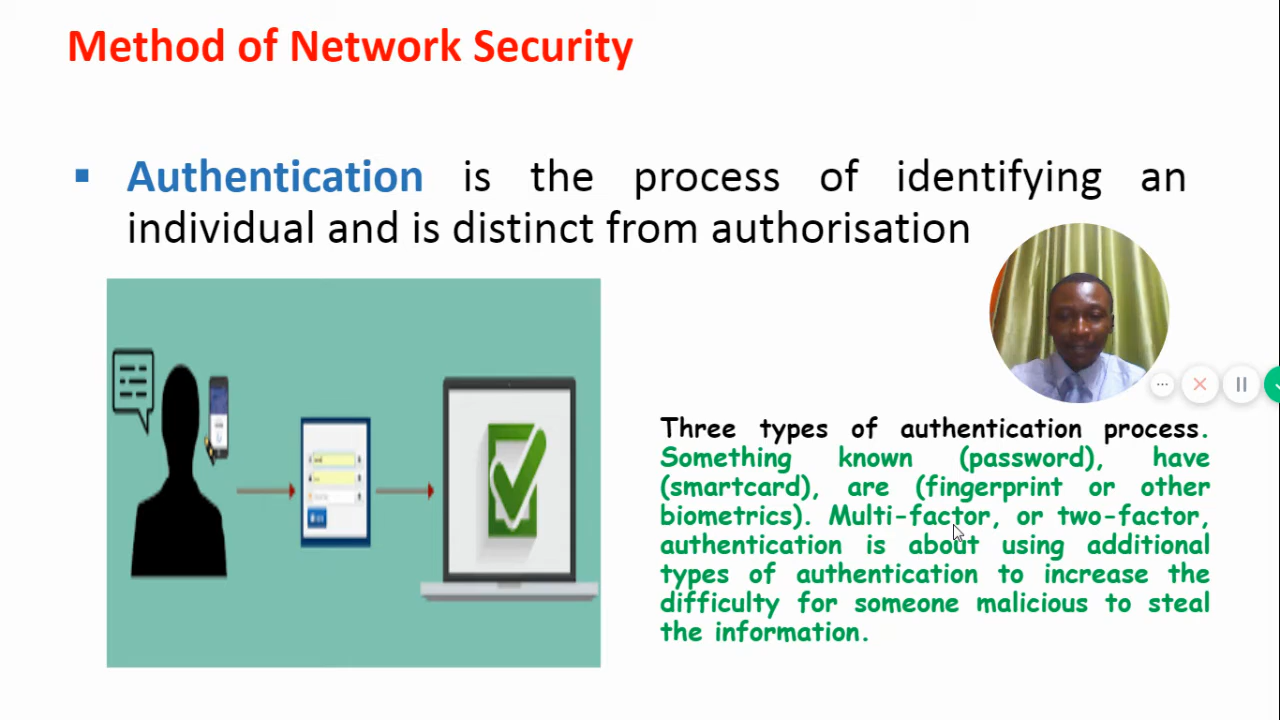 Method of Network Security
▪ Authentication is the process of identifying an
individual and is distinct from authorisation
Three types of authentication process.
Something known (password), have
(smartcard), are (fingerprint or other
biometrics). Multi-factor, or two-factor,
authentication is about using additional
types of authentication to increase the
difficulty for someone malicious to steal
the information.